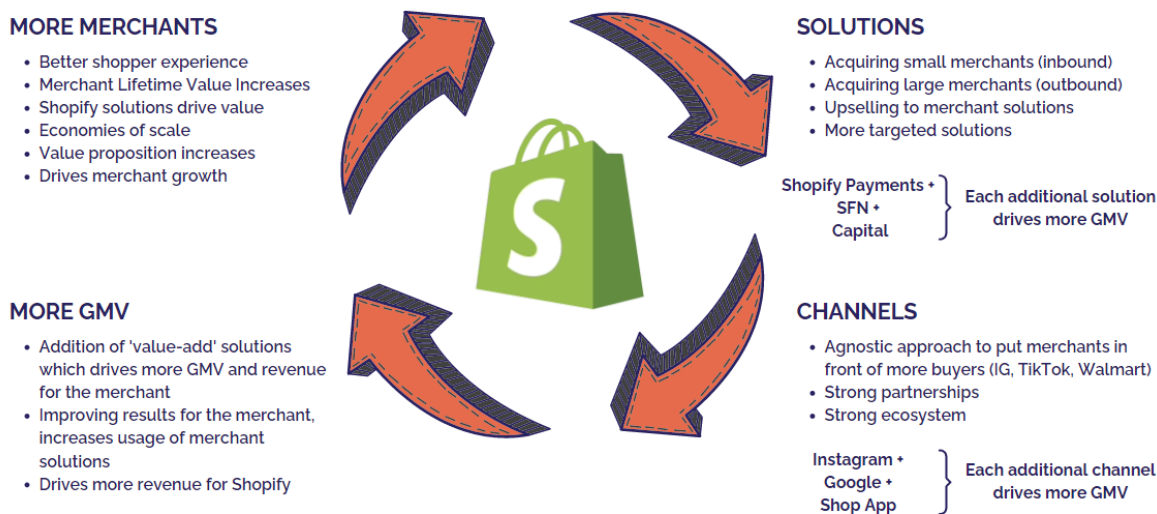 MORE MERCHANTS
• Better shopper experience
• Merchant Lifetime Value Increases
• Shopify solutions drive value
• Economies of scale
• Value proposition increases
• Drives merchant growth
SOLUTIONS
• Acquiring small merchants (inbound)
• Acquiring large merchants (outbound)
• Upselling to merchant solutions
• More targeted solutions
Shopify Payments +
SFN +
Capital
Each additional solution
drives more GMV
S
MORE GMV
• Addition of 'value-add' solutions
which drives more GMV and revenue
for the merchant
• Improving results for the merchant,
increases usage of merchant
solutions
• Drives more revenue for Shopify
CHANNELS
• Agnostic approach to put merchants in
front of more buyers (IG, TikTok, Walmart)
• Strong partnerships
• Strong ecosystem
Instagram +
Google +
Shop App
Each additional channel
drives more GMV